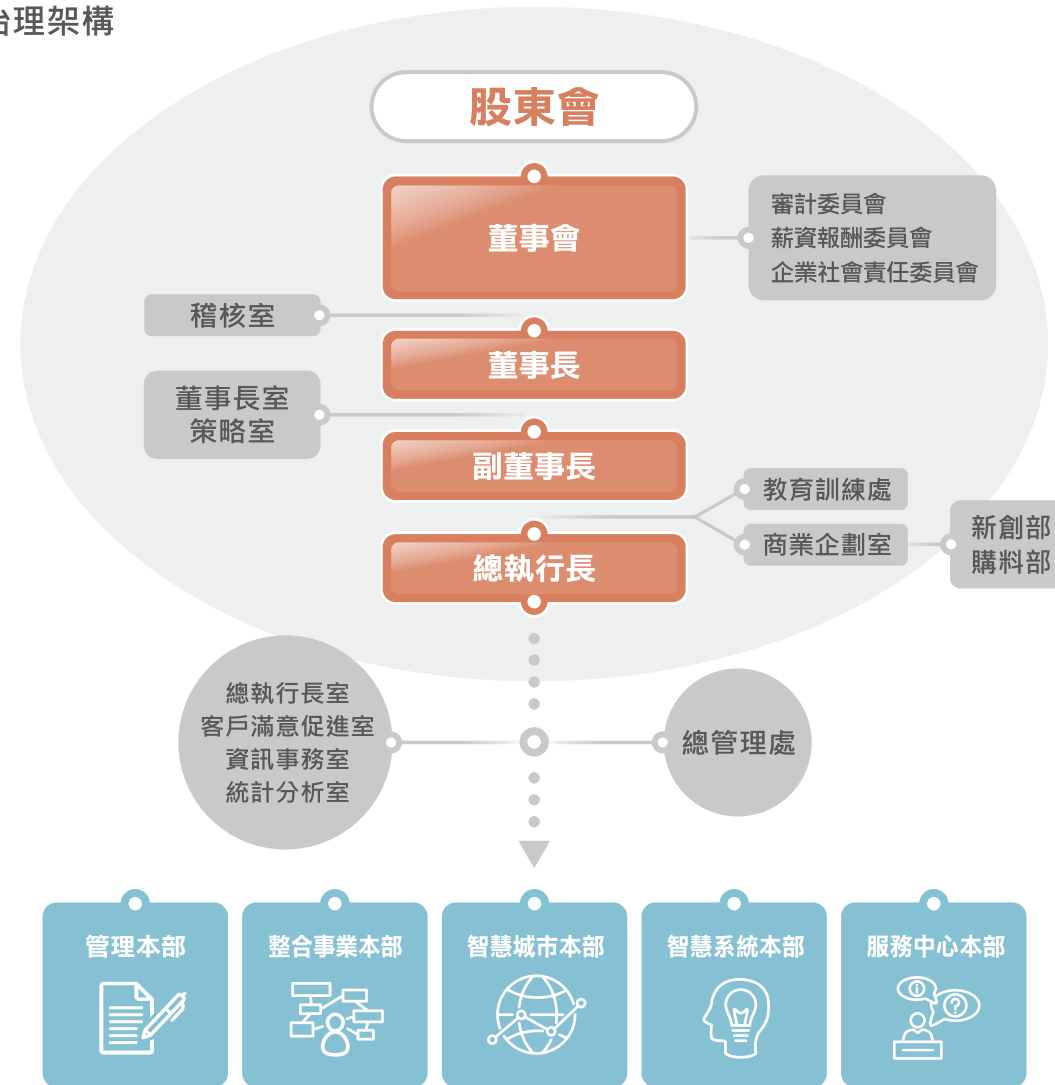 治理架構
股東會
董事會
審計委員會
薪資報酬委員會
企業社會責任委員會
稽核室
董事長
董事長室
策略室
副董事長
教育訓練處
商業企劃室
新創部
購料部
總執行長
總執行長室
客戶滿意促進室
資訊事務室
統計分析室
總管理處
管理本部
整合事業本部
智慧城市本部
智慧系統本部
服務中心本部
i
?